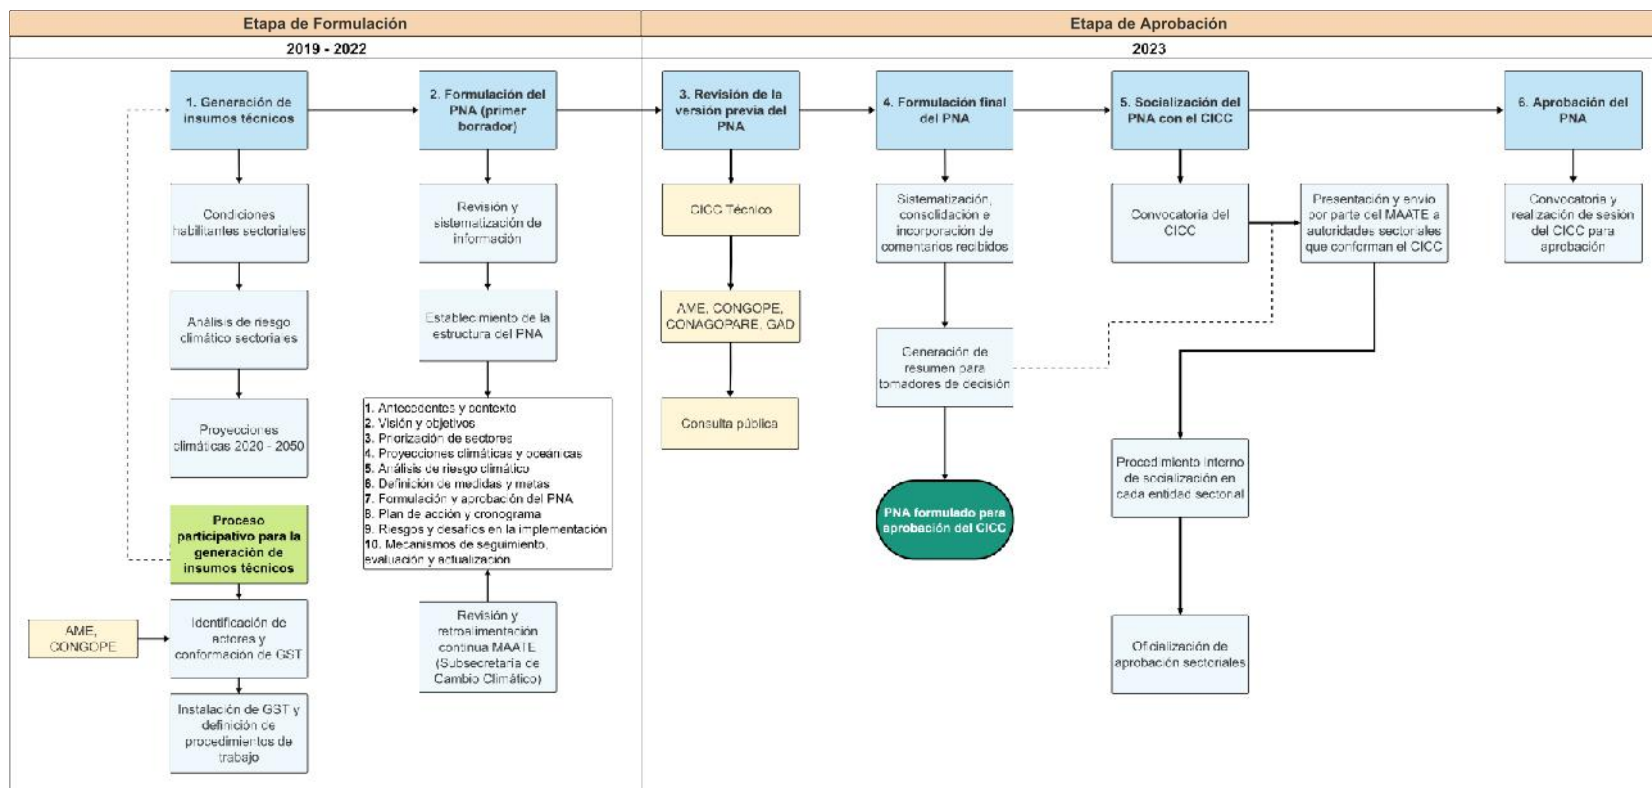 Etapa de Formulación
Etapa de Aprobación
2019 - 2022
2023
1. Generación de
insumos técnicos
2. Formulación del
PNA (primer
borrador)
3. Revisión de la
versión previa del
PNA
4. Formulación final
del PNA
5. Socialización del
PNA con el CICC
6. Aprobación del
PNA
Condiciones
habilitantes sectoriales
Análisis de riesgo
climático sectoriales
Proyecciones
climáticas 2020 - 2050
Proceso
participativo para la
generación de
insumos técnicos
AME,
CONGOPE
Identificación de
actores y
conformación de GST
Instalación de GST y
definición de
procedimientos de
trabajo
Revisión y
sistematización de
información
Establecimiento de la
estructura del PNA
1. Antecedentes y contexto
2. Visión y objetivos
3. Priorización de sectores
4. Proyecciones climáticas y oceánicas
5. Análisis de riesgo climático
6. Definición de medidas y metas
7. Formulación y aprobación del PNA
8. Plan de acción y cronograma
9. Riesgos y desafíos en la implementación
10. Mecanismos de seguimiento,
evaluación y actualización
Revisión y
retroalimentación
continua MAATE
(Subsecretaría de
Cambio Climático)
CICC Técnico
AME, CONGOPE,
CONAGOPARE, GAD
Consulta pública
Sistematización,
consolidación e
incorporación de
comentarios recibidos
Generación de
resumen para
tomadores de decisión
PNA formulado para
aprobación del CICC
Convocatoria del
CICC
Presentación y envío
por parte del MAATE a
autoridades sectoriales
que conforman el CICC
Procedimiento interno
de socialización en
cada entidad sectorial
Oficialización de
aprobación sectoriales
Convocatoria y
realización de sesión
del CICC para
aprobación